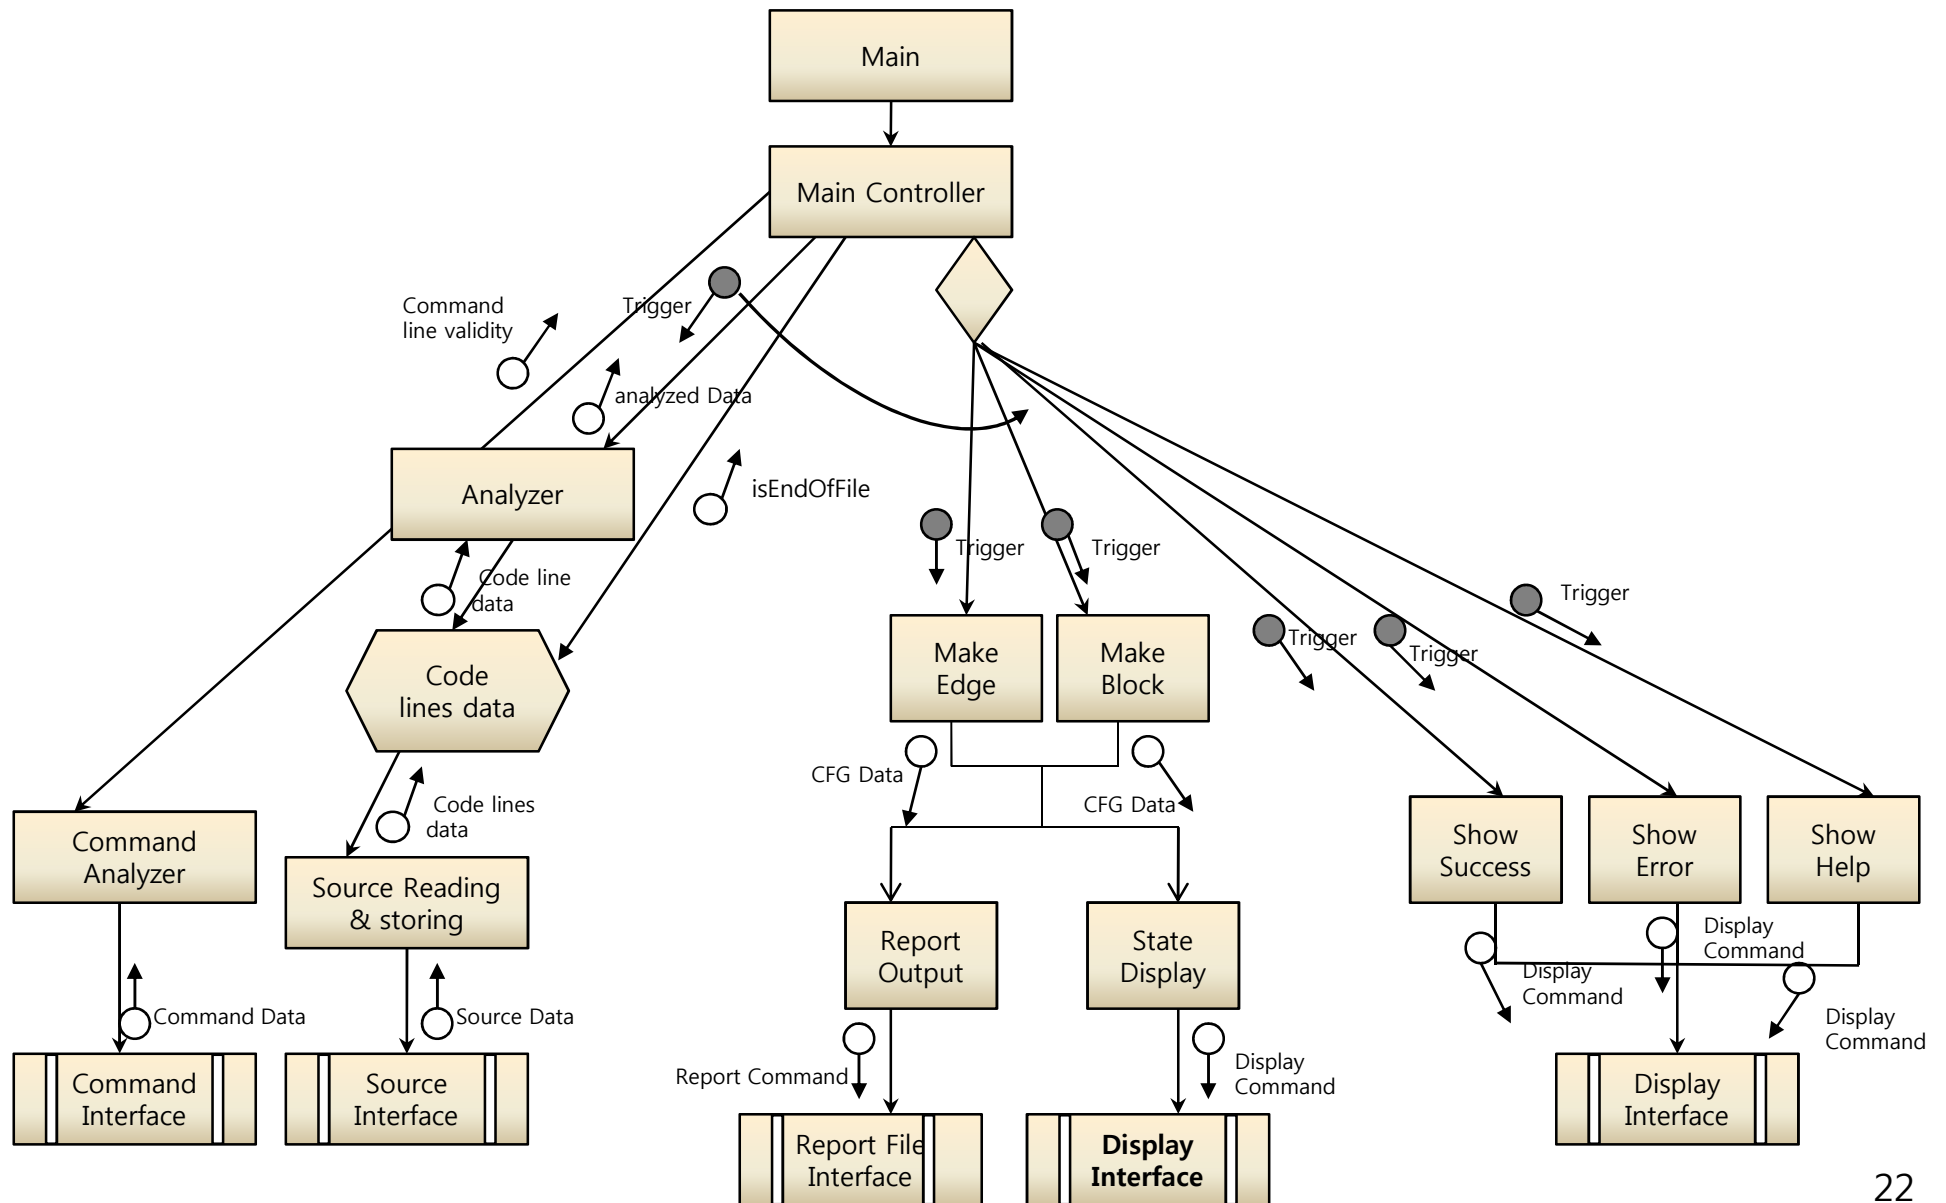 Main
Main Controller
Command
line validity
Trigger
analyzed Data
Analyzer
isEndOfFile
Code line
data
Trigger
Trigger
Trigger
Trigger
Trigger
Code
lines data
Make
Edge
Make
Block
CFG Data
CFG Data
Code lines
data
Command
Analyzer
Source Reading
& storing
Show
Success
Show
Error
Show
Help
Report
Output
State
Display
Display
Command
Display
Command
Display
Command
Command Data
Source Data
Report Command
Display
Command
Command
Interface
Source
Interface
Display
Interface
Report File
Interface
Display
Interface
22